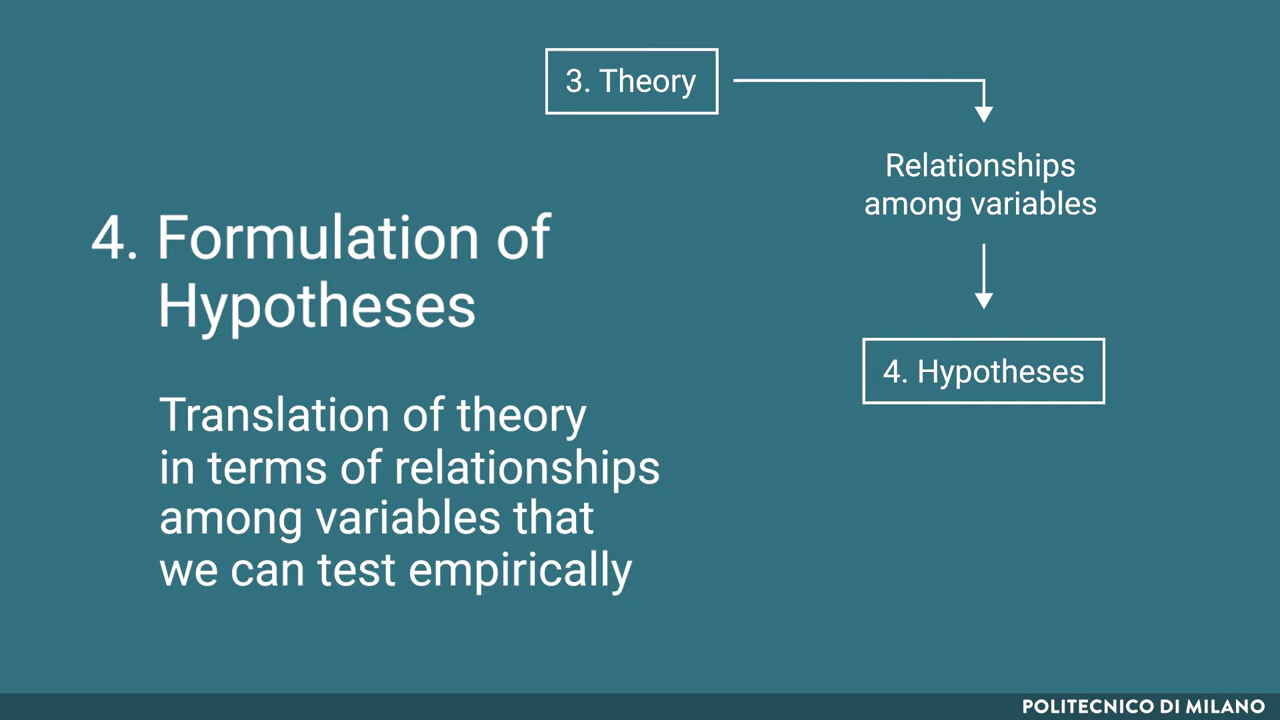 3. Theory
Relationships
among variables
4. Hypotheses
4. Formulation of
Hypotheses
Translation of theory
in terms of relationships
among variables that
we can test empirically
POLITECNICO DI MILANO